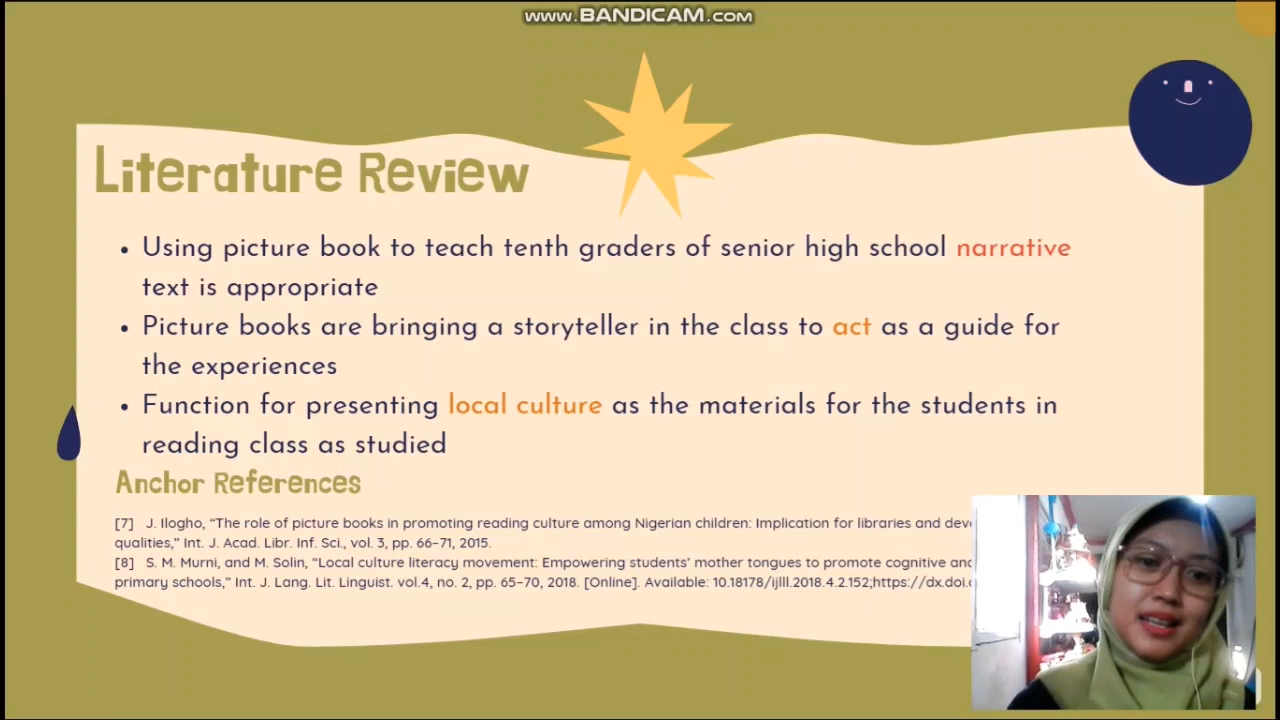 www.BANDICAM.com
Literature Review
• Using picture book to teach tenth graders of senior high school narrative
text is appropriate
• Picture books are bringing a storyteller in the class to act as a guide for
the experiences
• Function for presenting local culture as the materials for the students in
reading class as studied
Anchor References
[7] J. Ilogho, “The role of picture books in promoting reading culture among Nigerian children: Implication for libraries and
qualities,” Int. J. Acad. Libr. Inf. Sci., vol. 3, pp. 66–71, 2015.
[8] S. M. Murni, and M. Solin, “Local culture literacy movement: Empowering students’ mother tongues to promote cognitive
primary schools,” Int. J. Lang. Lit. Linguist. vol.4, no. 2, pp. 65–70, 2018. [Online]. Available: 10.18178/ijlll.2018.4.2.152;https://dx.doi.